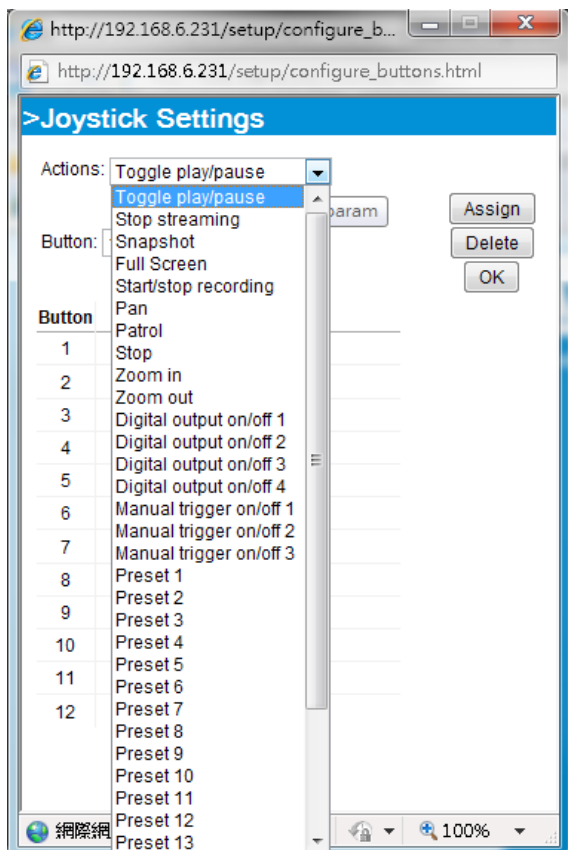 http://192.168.6.231/setup/configure_b...
http://192.168.6.231/setup/configure_buttons.html
>Joystick Settings
Actions: Toggle play/pause
Toggle play/pause
Stop streaming
Snapshot
Full Screen
Start/stop recording
Pan
Patrol
Stop
Zoom in
Zoom out
Digital output on/off 1
Digital output on/off 2
Digital output on/off 3
Digital output on/off 4
Manual trigger on/off 1
Manual trigger on/off 2
Manual trigger on/off 3
Preset 1
Preset 2
Preset 3
Preset 4
Preset 5
Preset 6
Preset 7
Preset 8
Preset 9
Preset 10
Preset 11
Preset 12
Preset 13
param
Assign
Button:
Delete
OK
Button
1
2
3
4
5
6
7
8
9
10
11
12
網際網
100%